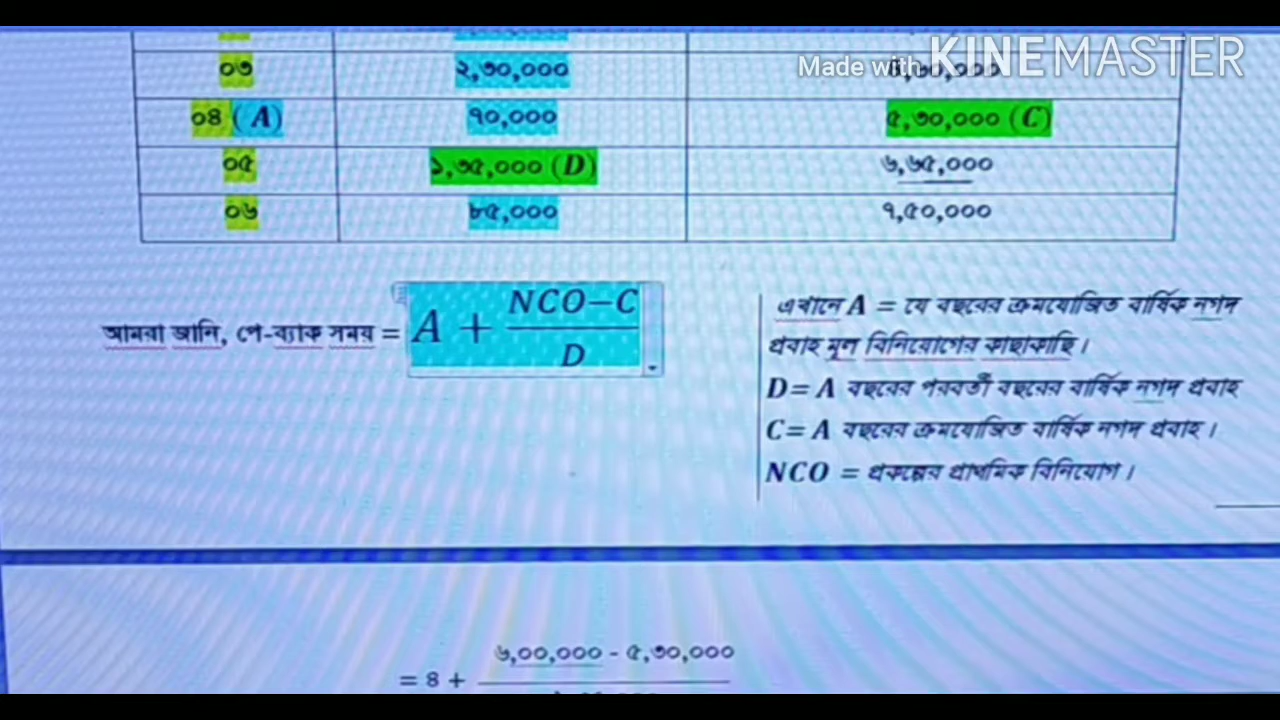 Made with KINEMASTER
০৩ ২,৩০,০০০
০৪ (A) ৭০,০০০ ৫,৩০,০০০ (C)
০৫ ১,৩৫,০০০ (D) ৬,৬৫,০০০
০৬ ৮৫,০০০ ৭,৫০,০০০
আমরা জানি, পে-ব্যাক সময় = A + NCO−C
D
এখানে A = যে বছরের ক্রমযোজিত বার্ষিক নগদ
প্রবাহ মূল বিনিয়োগের কাছাকাছি।
D= A বছরের পরবর্তী বছরের বার্ষিক নগদ প্রবাহ
C= A বছরের ক্রমযোজিত বার্ষিক নগদ প্রবাহ।
NCO = প্রকল্পের প্রাথমিক বিনিয়োগ।
৬,০০,০০০ - ৫,৩০,০০০
= ৪ +